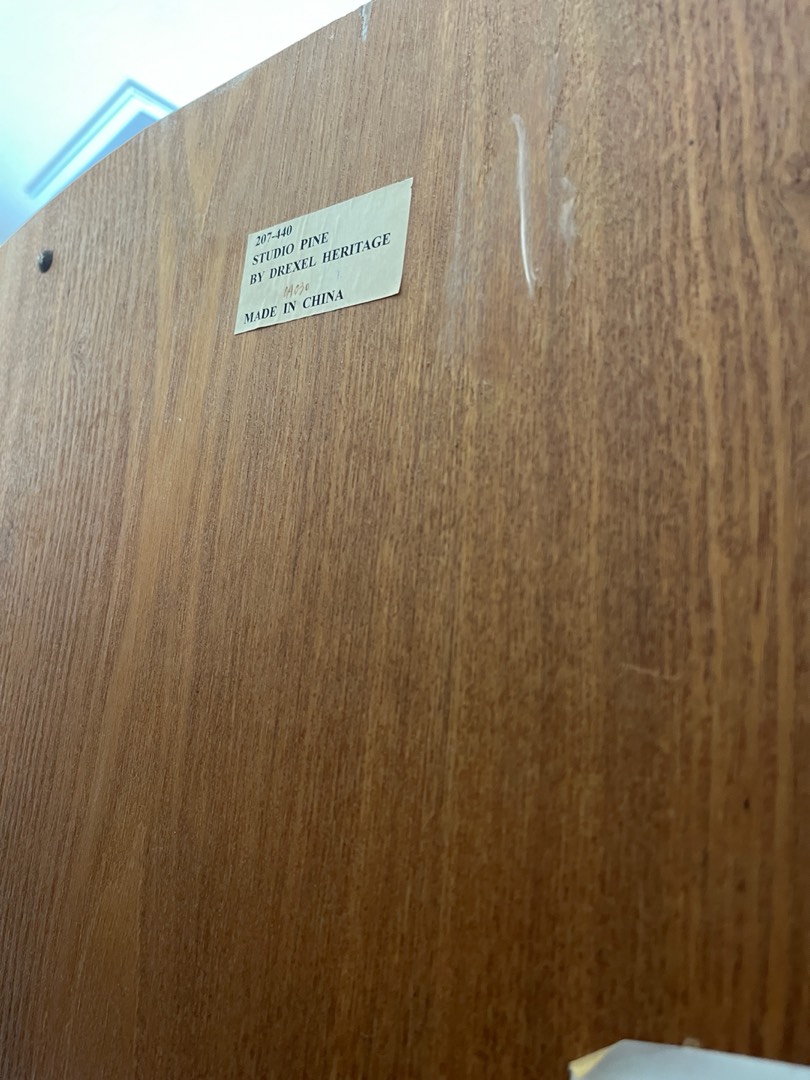 207-440
STUDIO PINE
BY DREXEL HERITAGE
MADE IN CHINA